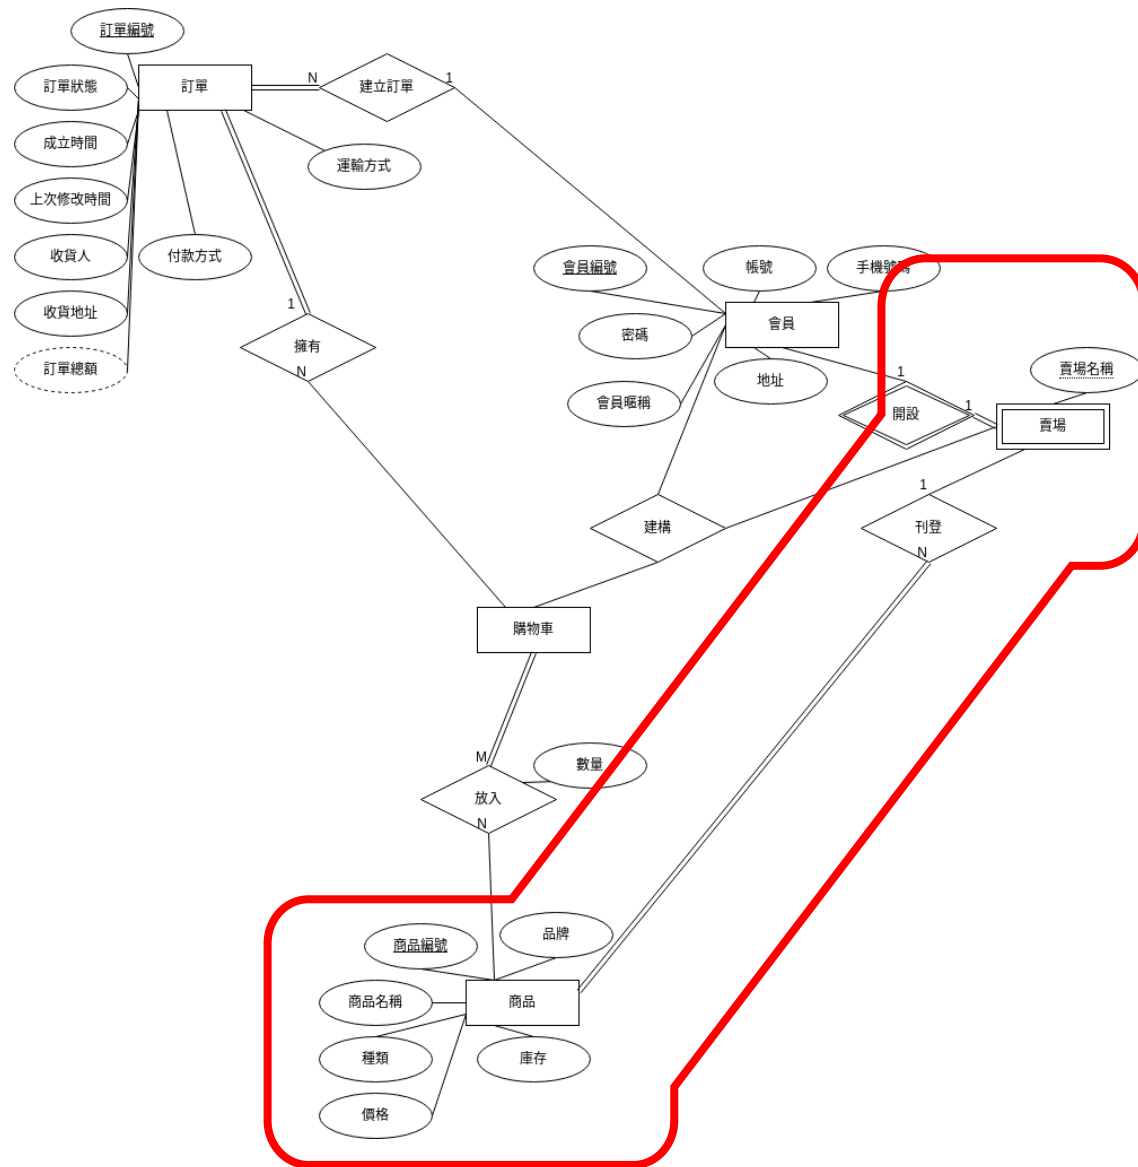 訂單編號
訂單狀態
訂單
N
建立訂單
1
成立時間
運輸方式
上次修改時間
收貨人
付款方式
會員編號
帳號
手機號碼
收貨地址
1
密碼
會員
擁有
N
訂單總額
會員暱稱
地址
1
賣場名稱
開設
1
賣場
1
建構
刊登
N
購物車
M
數量
放入
N
商品編號
品牌
商品名稱
商品
種類
庫存
價格